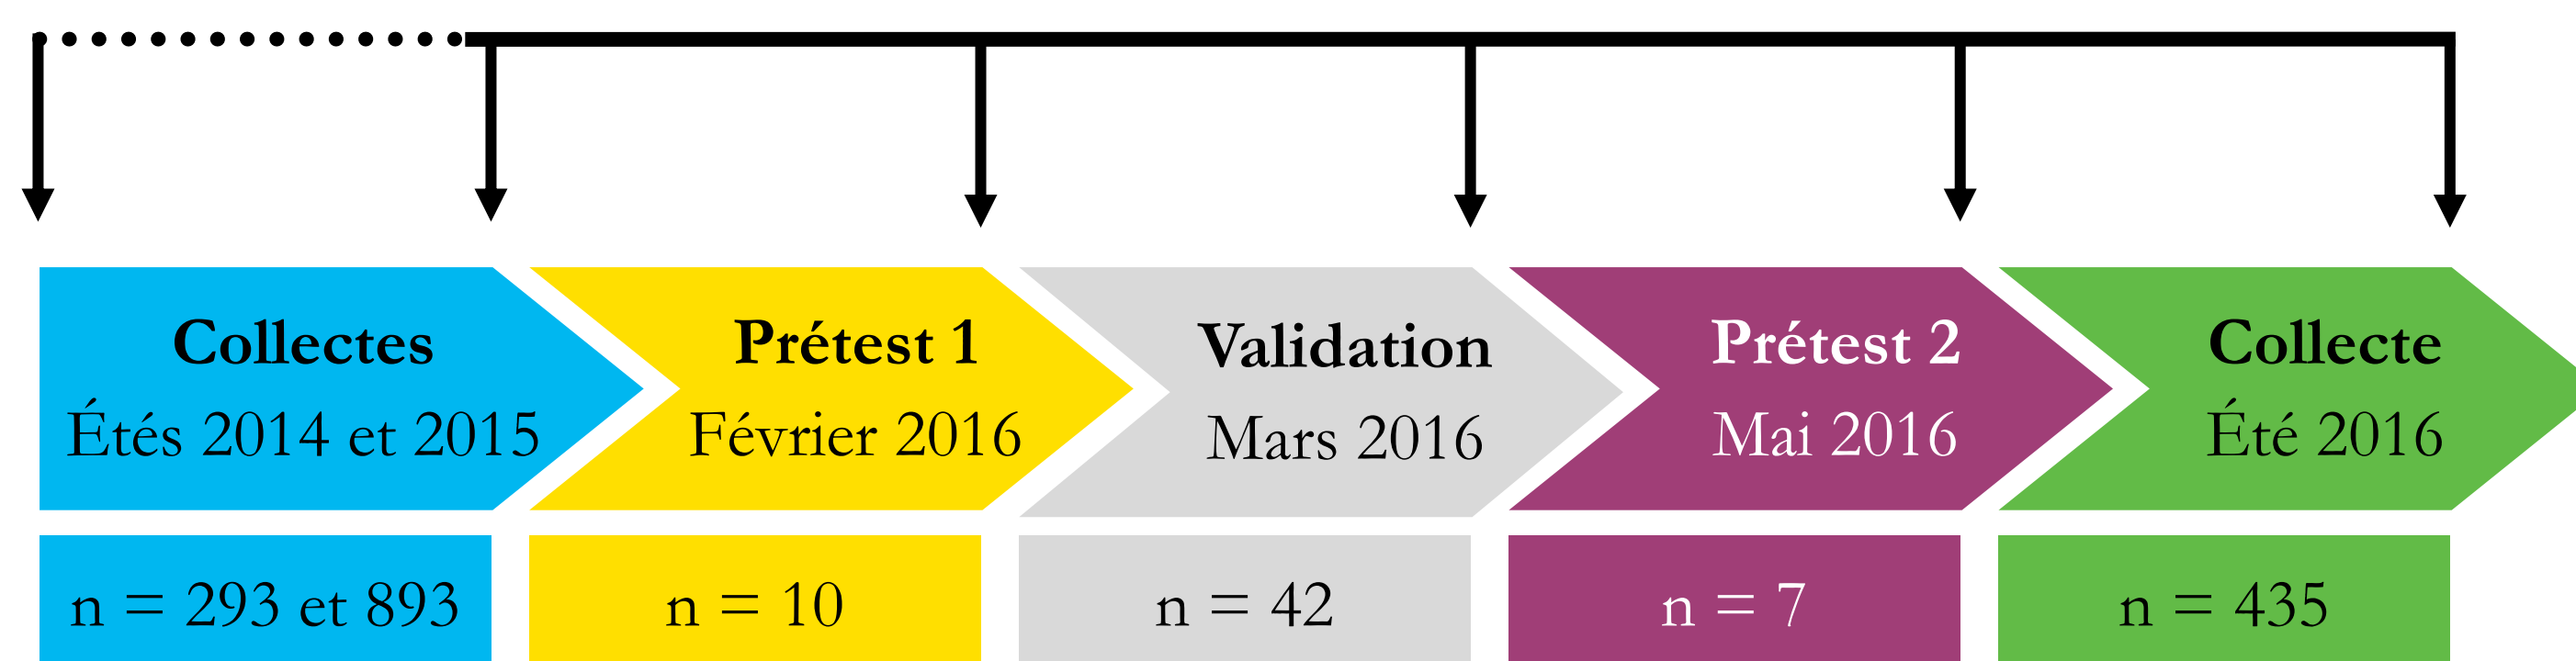 Collectes
Étés 2014 et 2015
n = 293 et 893
Prétest 1
Février 2016
n = 10
Validation
Mars 2016
n = 42
Prétest 2
Mai 2016
n = 7
Collecte
Été 2016
n = 435